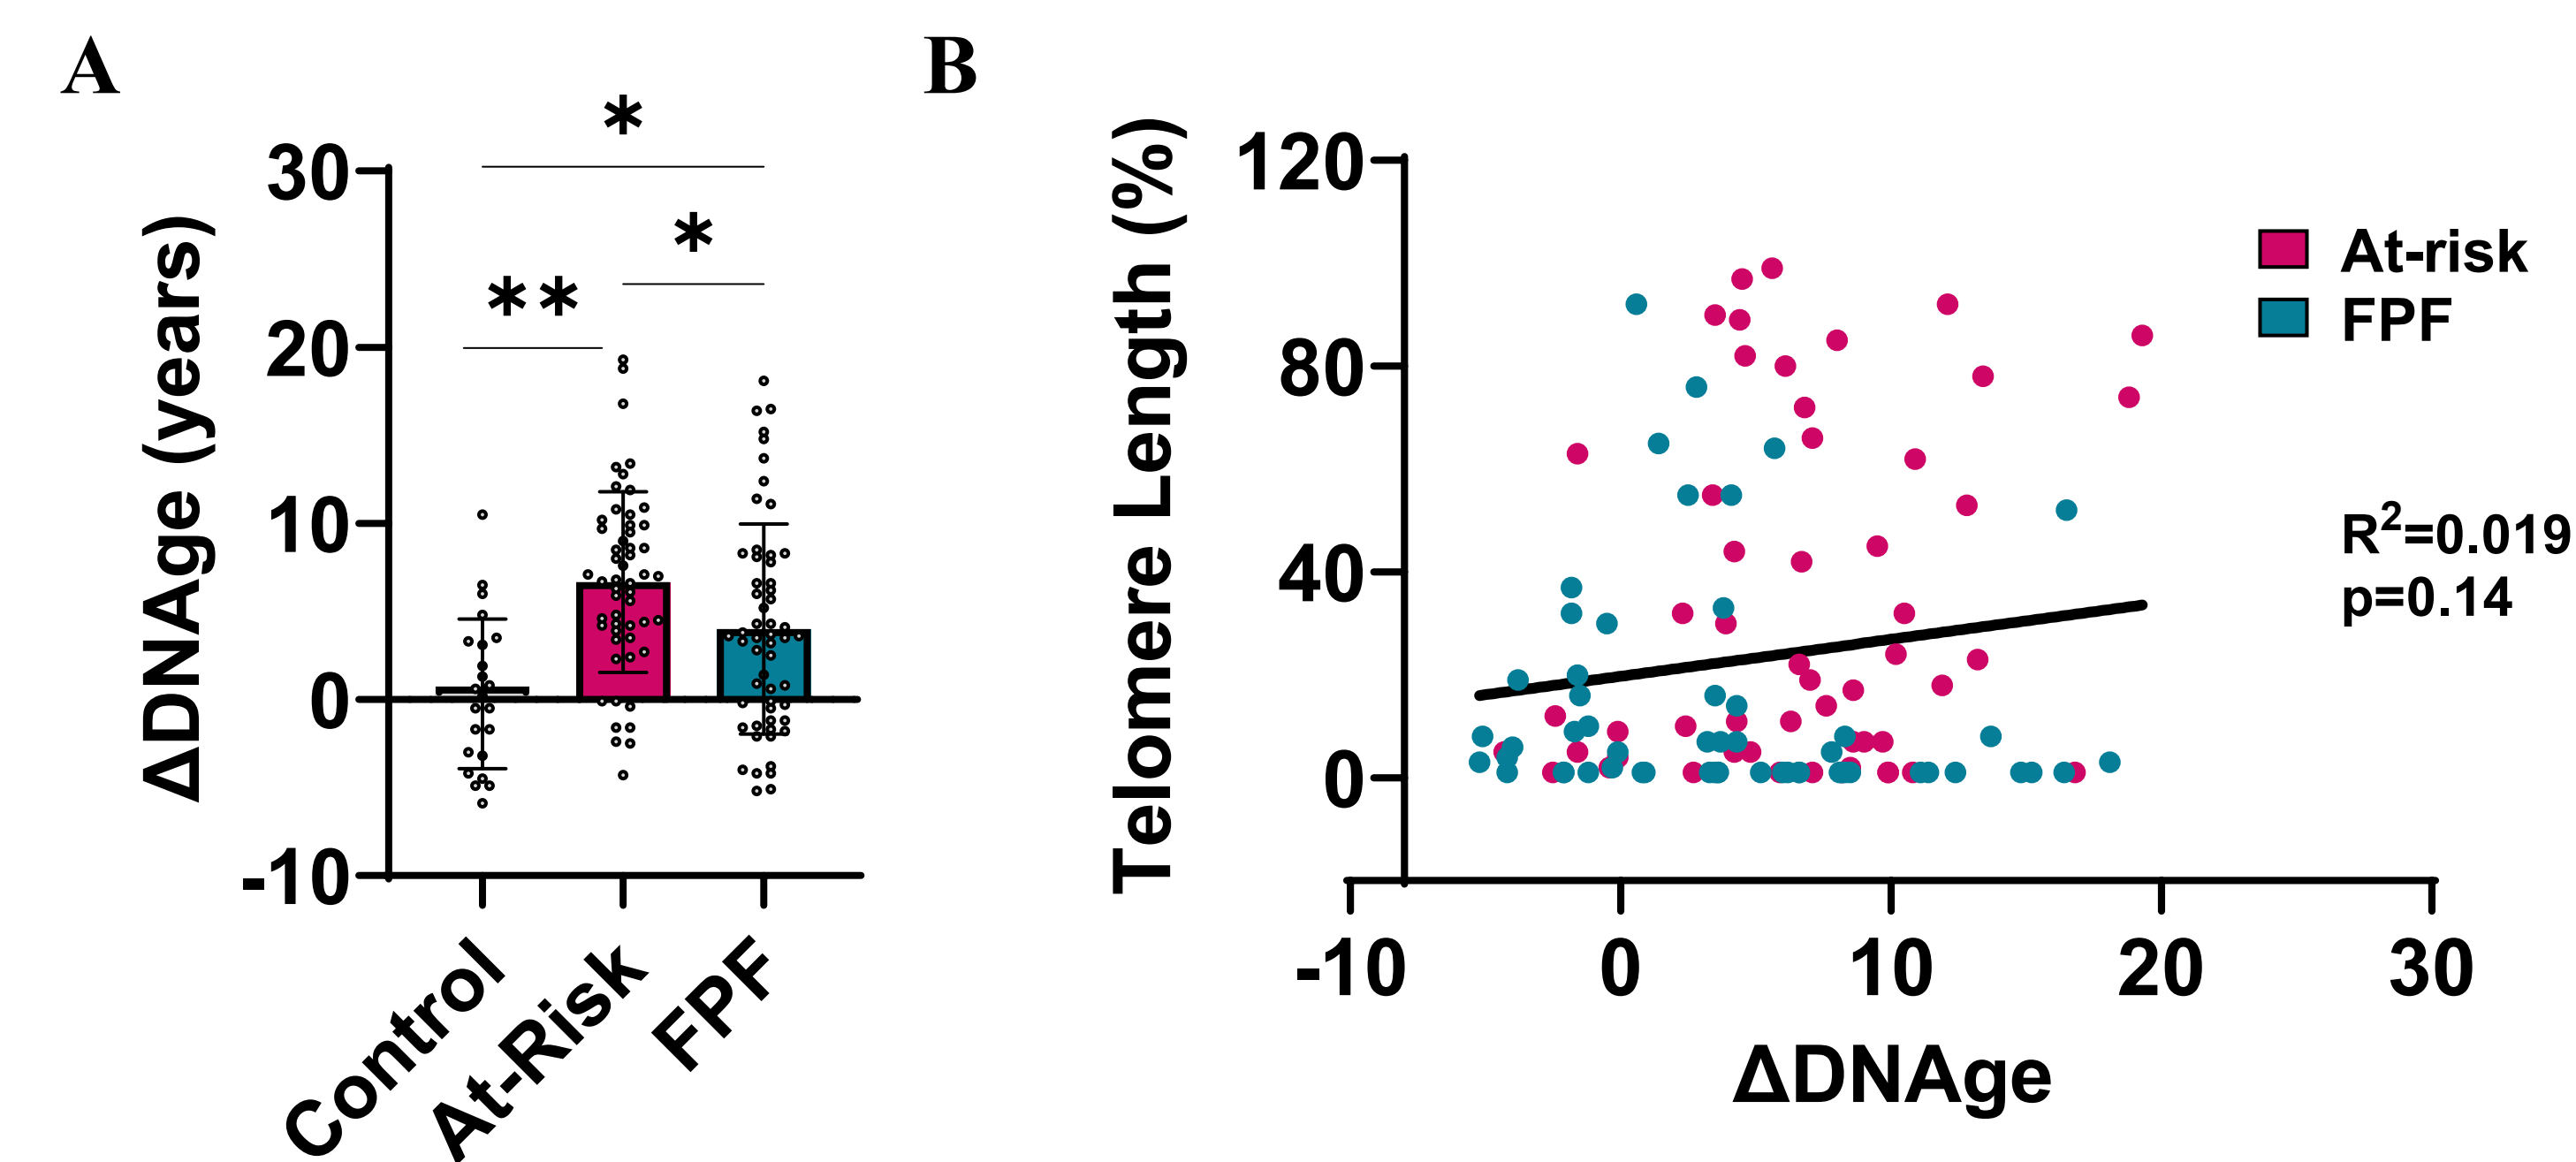 A
ΔDNAge (years)
30
20
10
0
-10
*
*
**
Control
At-Risk
FPF
B
Telomere Length (%)
120
80
40
0
-10
0
10
20
30
ΔDNAge
At-risk
FPF
R²=0.019
p=0.14